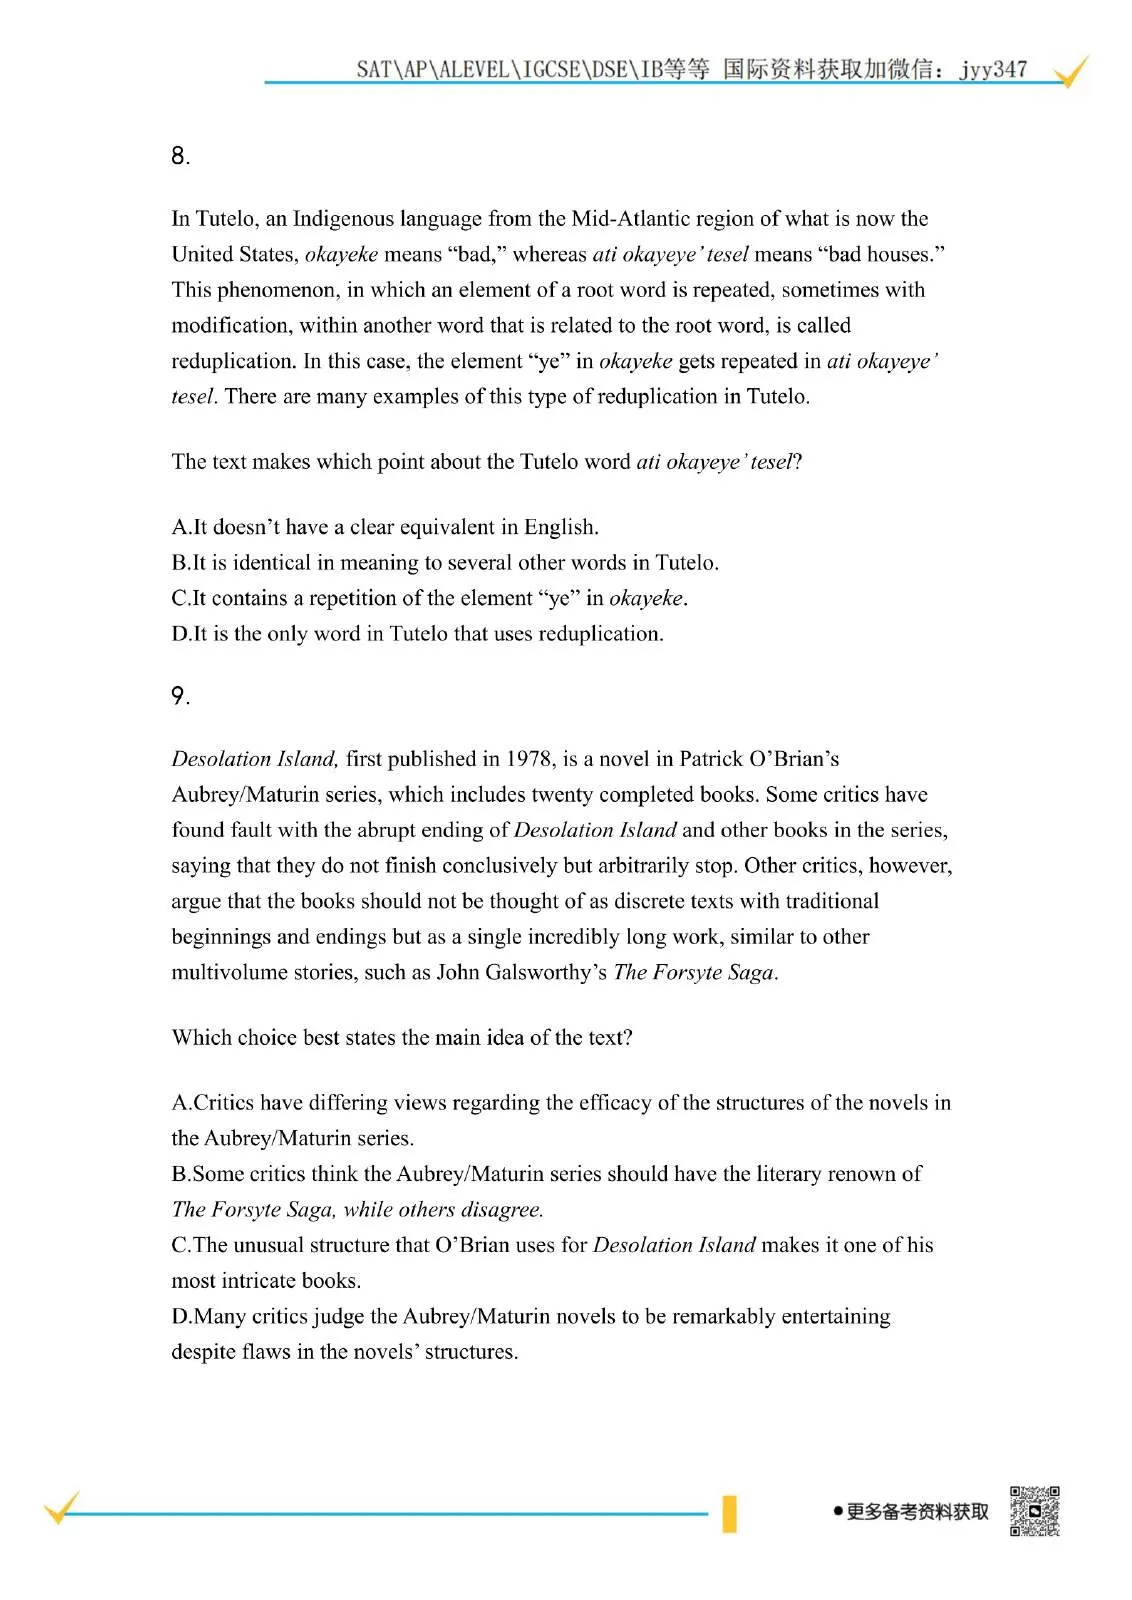 SAT\AP\ALEVEL\IGCSE\DSE\IB等等 国际资料获取加微信：jyy347
8.
In Tutelo, an Indigenous language from the Mid-Atlantic region of what is now the
United States, okayeke means “bad,” whereas ati okayeye’ tesel means “bad houses.”
This phenomenon, in which an element of a root word is repeated, sometimes with
modification, within another word that is related to the root word, is called
reduplication. In this case, the element “ye” in okayeke gets repeated in ati okayeye’
tesel. There are many examples of this type of reduplication in Tutelo.
The text makes which point about the Tutelo word ati okayeye’ tesel?
A.It doesn’t have a clear equivalent in English.
B.It is identical in meaning to several other words in Tutelo.
C.It contains a repetition of the element “ye” in okayeke.
D.It is the only word in Tutelo that uses reduplication.
9.
Desolation Island, first published in 1978, is a novel in Patrick O’Brian’s
Aubrey/Maturin series, which includes twenty completed books. Some critics have
found fault with the abrupt ending of Desolation Island and other books in the series,
saying that they do not finish conclusively but arbitrarily stop. Other critics, however,
argue that the books should not be thought of as discrete texts with traditional
beginnings and endings but as a single incredibly long work, similar to other
multivolume stories, such as John Galsworthy’s The Forsyte Saga.
Which choice best states the main idea of the text?
A.Critics have differing views regarding the efficacy of the structures of the novels in
the Aubrey/Maturin series.
B.Some critics think the Aubrey/Maturin series should have the literary renown of
The Forsyte Saga, while others disagree.
C.The unusual structure that O’Brian uses for Desolation Island makes it one of his
most intricate books.
D.Many critics judge the Aubrey/Maturin novels to be remarkably entertaining
despite flaws in the novels’ structures.
●更多备考资料获取